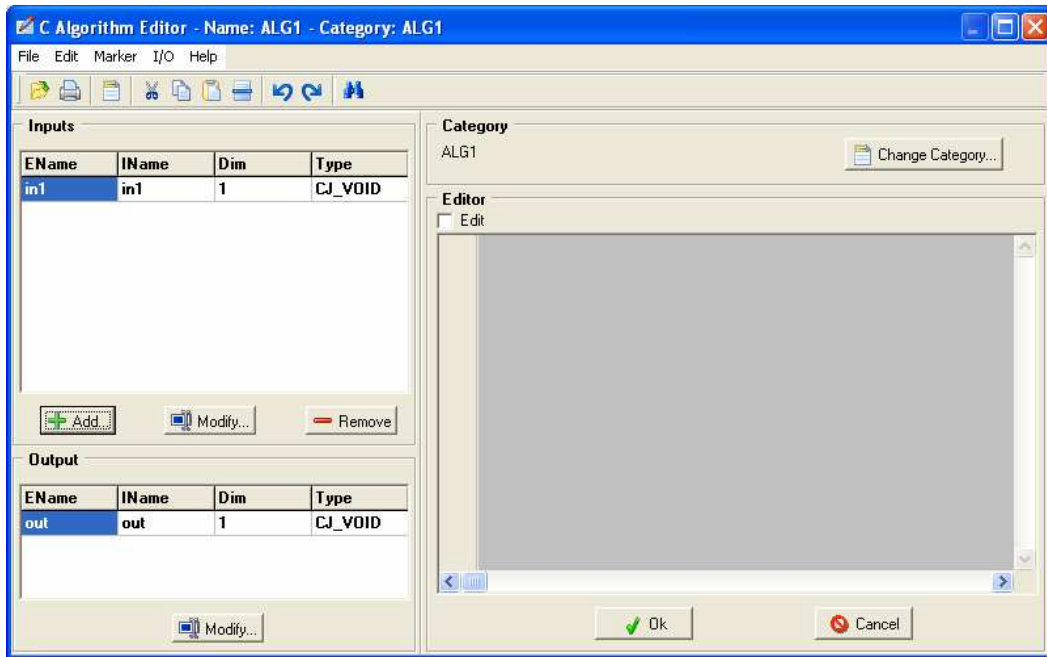 C Algorithm Editor - Name: ALG1 - Category: ALG1
File Edit Marker I/O Help
Inputs
EName IName Dim Type
in1 in1 1 CJ_VOID
Add...
Modify...
Remove
Output
EName IName Dim Type
out out 1 CJ_VOID
Modify...
Category
ALG1
Change Category...
Editor
Edit
Ok
Cancel